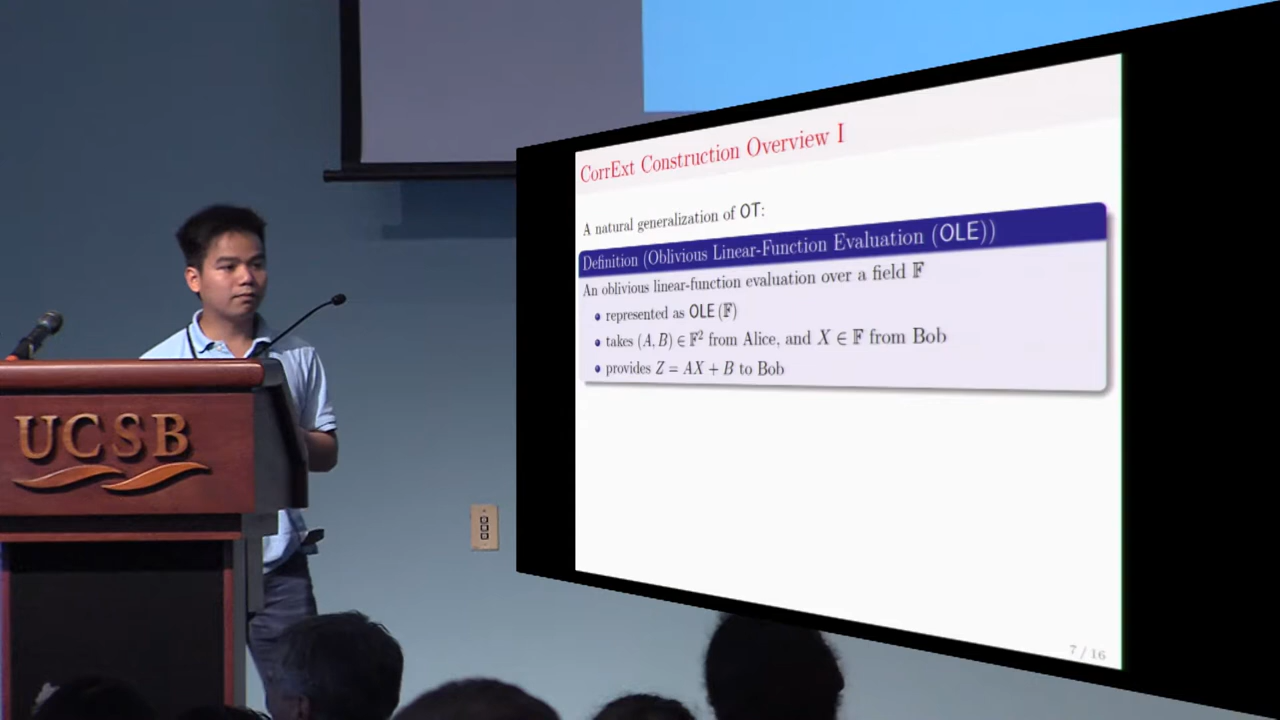 CorrExt Construction Overview I
A natural generalization of OT:
Definition (Oblivious Linear-Function Evaluation (OLE))
An oblivious linear-function evaluation over a field 𝔽
represented as OLE (𝔽)
takes (A, B) ∈ 𝔽² from Alice, and X ∈ 𝔽 from Bob
provides Z = AX + B to Bob
7 / 16
UCSB